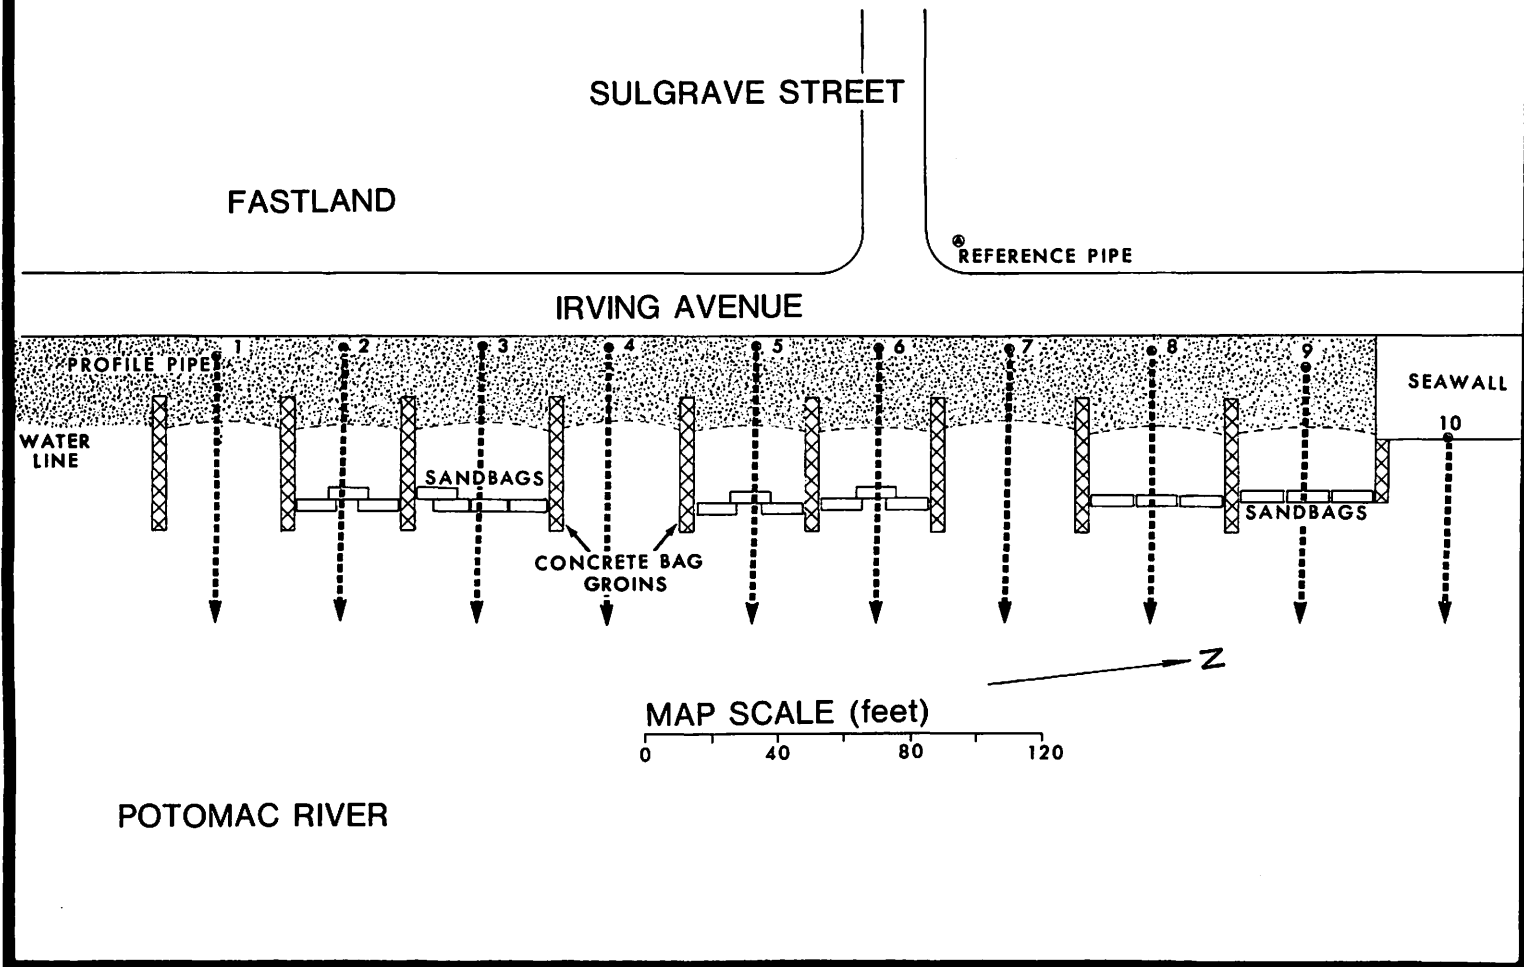 SULGRAVE STREET
FASTLAND
A
REFERENCE PIPE
IRVING AVENUE
1 2 3 4 5 6 7 8 9
PROFILE PIPE
SEAWALL
10
WATER
LINE
SANDBAGS
SANDBAGS
CONCRETE BAG
GROINS
N
MAP SCALE (feet)
0 40 80 120
POTOMAC RIVER